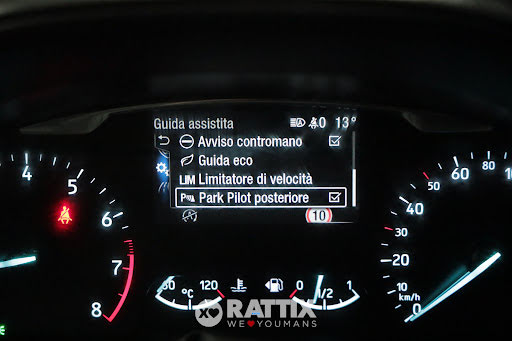 Guida assistita 0 13°
Avviso contromano
Guida eco
LIM Limitatore di velocità
Park Pilot posteriore
10
4 5 6 7 8
60 °C 120
0 1/2 1
0 10 20 30 40 50 60 80
km/h
RATTIX
WE YOUMANS